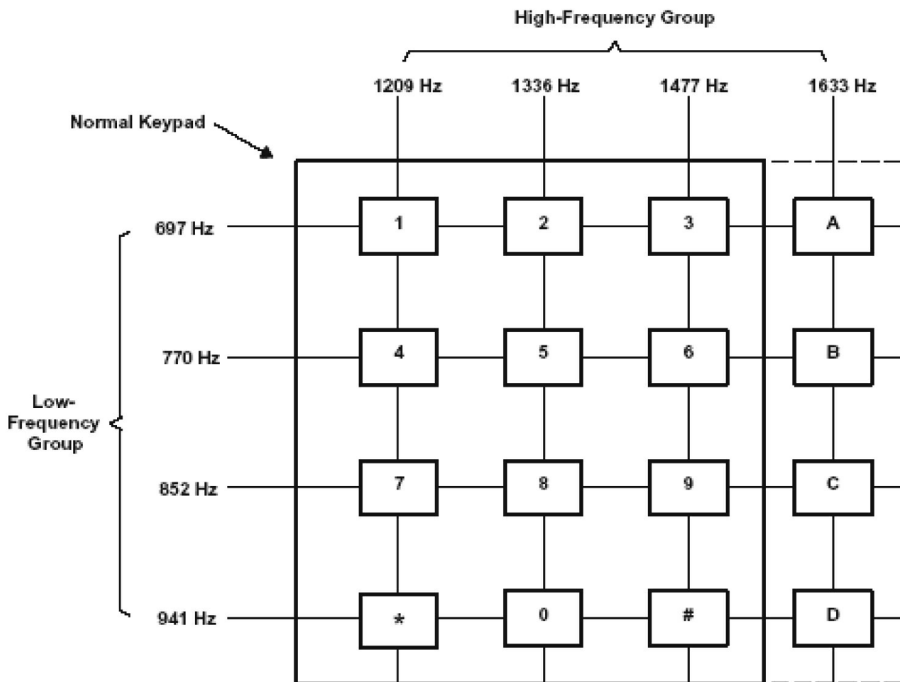 High-Frequency Group
1209 Hz 1336 Hz 1477 Hz 1633 Hz
Normal Keypad
697 Hz 1 2 3 A
770 Hz 4 5 6 B
Low-
Frequency
Group
852 Hz 7 8 9 C
941 Hz * 0 # D